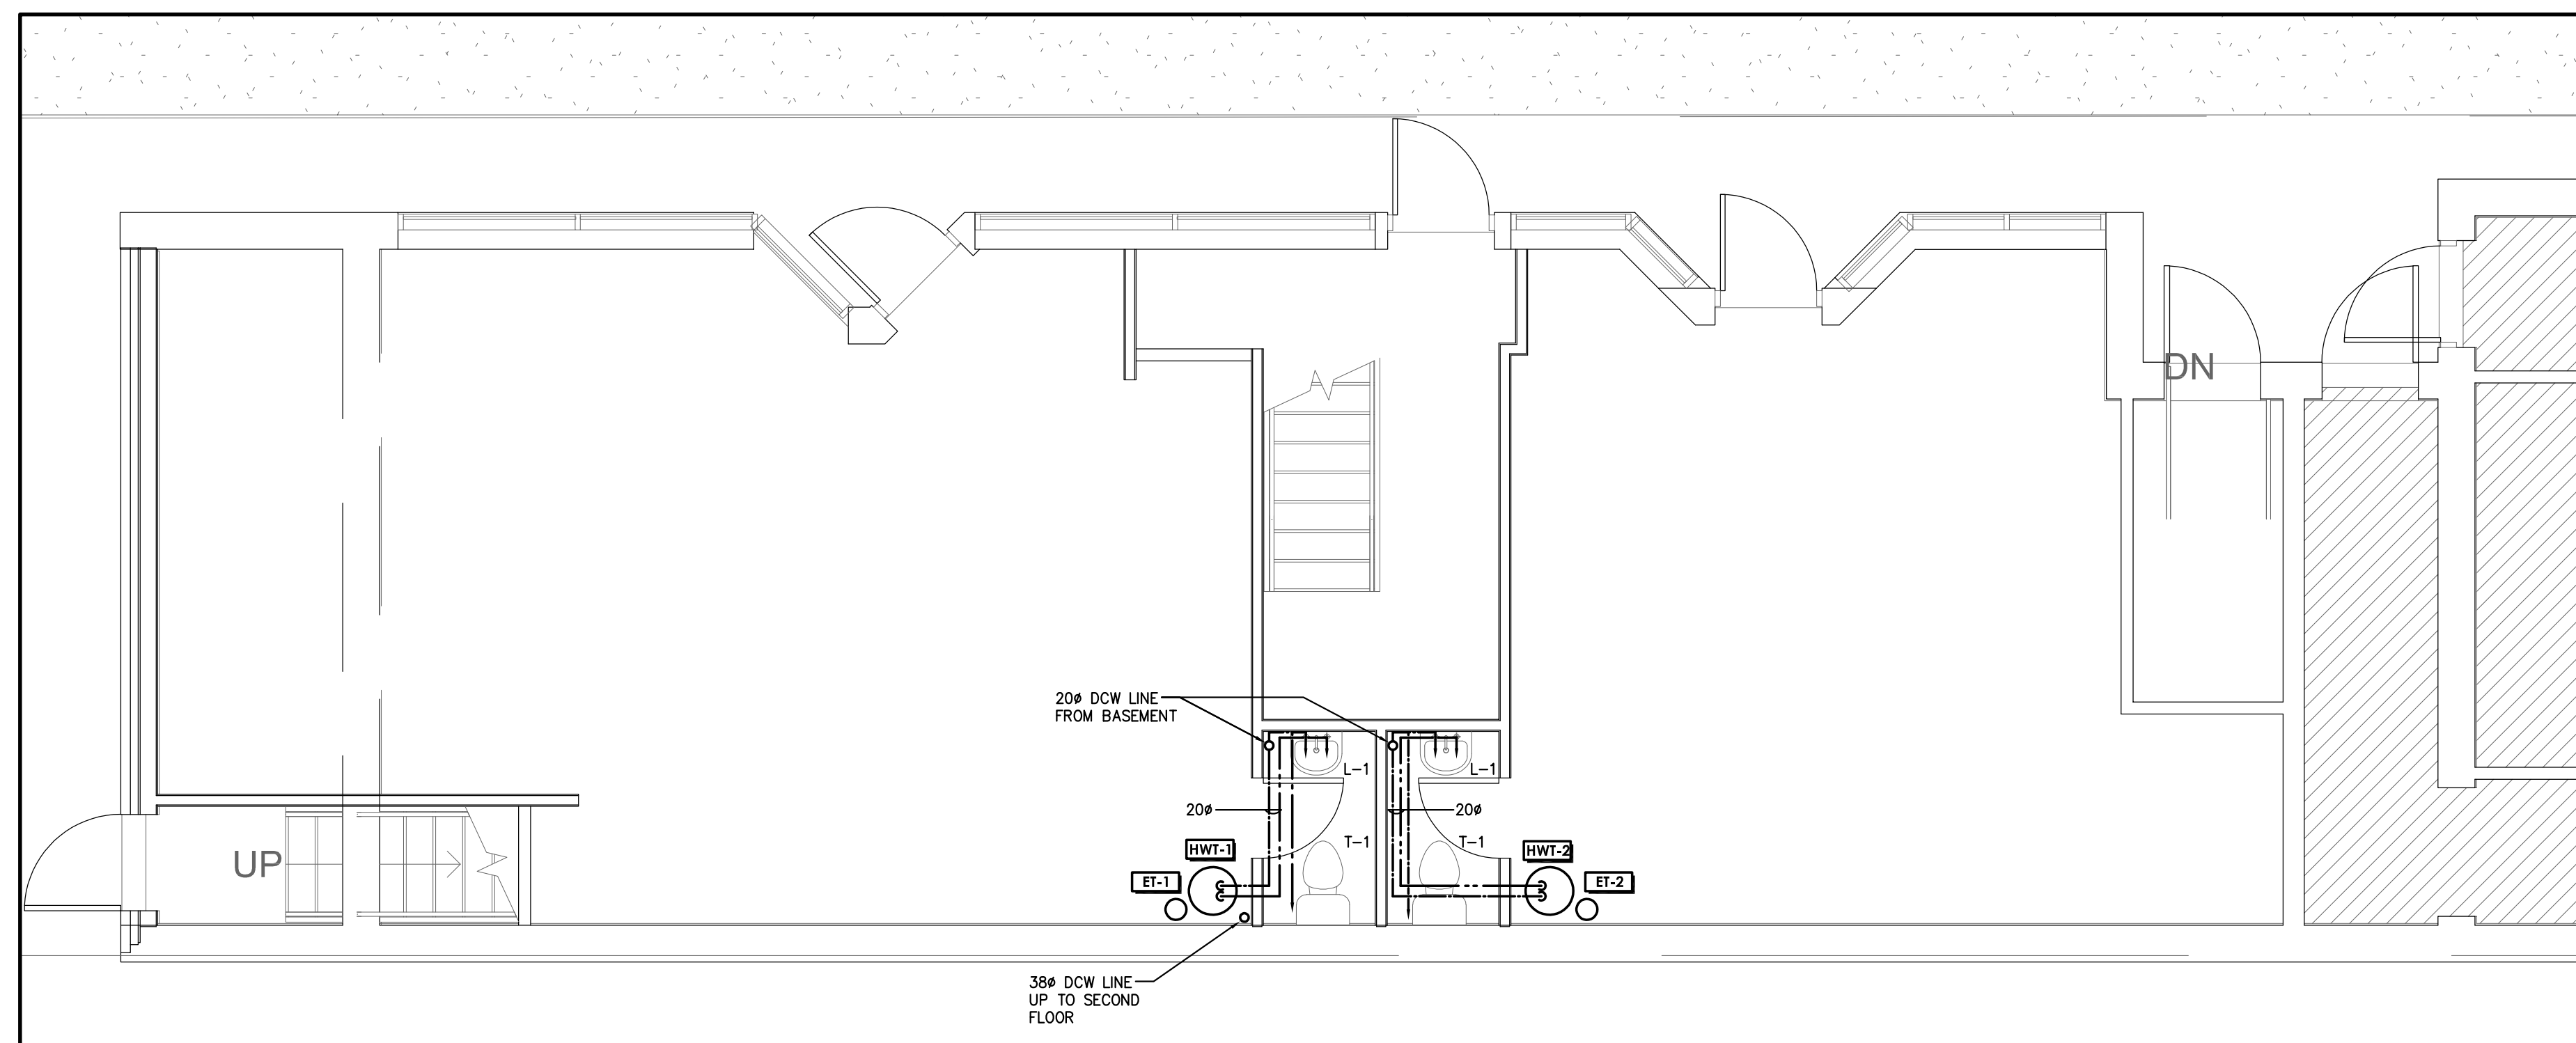 DN
20ø DCW LINE
FROM BASEMENT
L-1
L-1
20ø
20ø
T-1
T-1
HWT-1
HWT-2
UP
ET-1
ET-2
38ø DCW LINE
UP TO SECOND
FLOOR